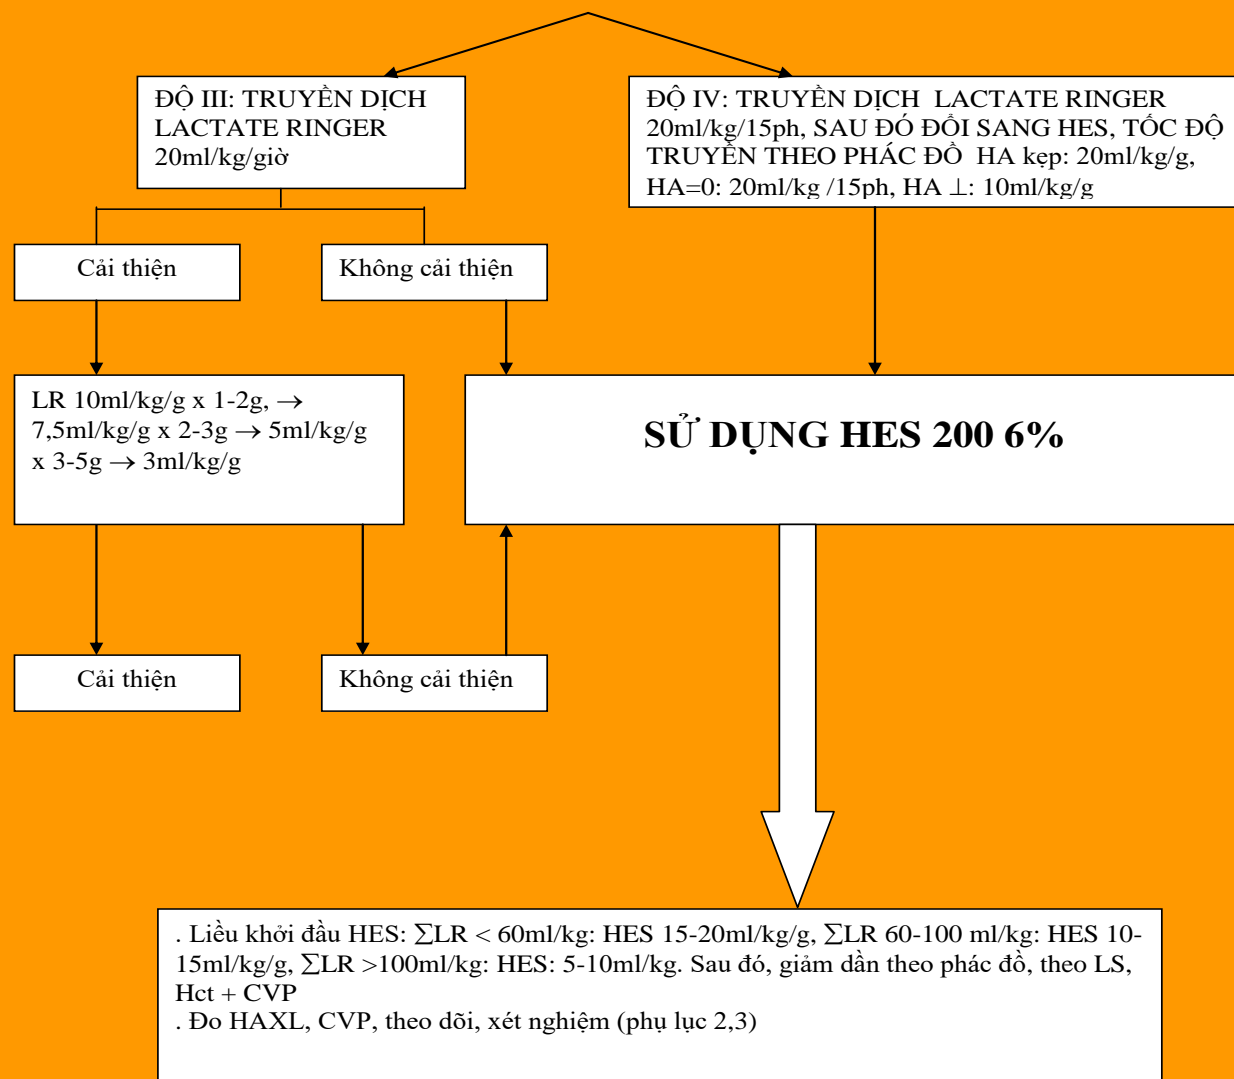 ĐỘ III: TRUYỀN DỊCH
LACTATE RINGER
20ml/kg/giờ
ĐỘ IV: TRUYỀN DỊCH LACTATE RINGER
20ml/kg/15ph, SAU ĐÓ ĐỔI SANG HES, TỐC ĐỘ
TRUYỀN THEO PHÁC ĐỒ HA kẹp: 20ml/kg/g,
HA=0: 20ml/kg /15ph, HA ⊥: 10ml/kg/g
Cải thiện
Không cải thiện
LR 10ml/kg/g x 1-2g, →
7,5ml/kg/g x 2-3g → 5ml/kg/g
x 3-5g → 3ml/kg/g
SỬ DỤNG HES 200 6%
Cải thiện
Không cải thiện
. Liều khởi đầu HES: ∑LR < 60ml/kg: HES 15-20ml/kg/g, ∑LR 60-100 ml/kg: HES 10-
15ml/kg/g, ∑LR >100ml/kg: HES: 5-10ml/kg. Sau đó, giảm dần theo phác đồ, theo LS,
Hct + CVP
. Đo HAXL, CVP, theo dõi, xét nghiệm (phụ lục 2,3)